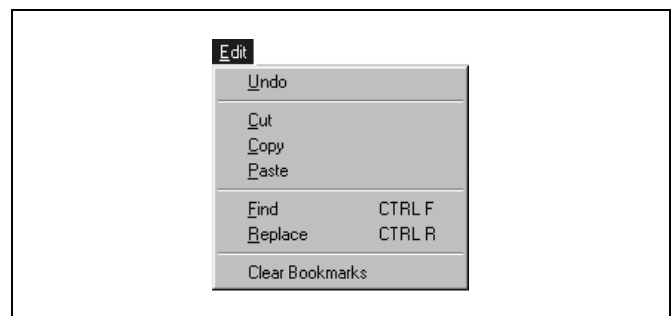 Edit
Undo
Cut
Copy
Paste
Find CTRL F
Replace CTRL R
Clear Bookmarks